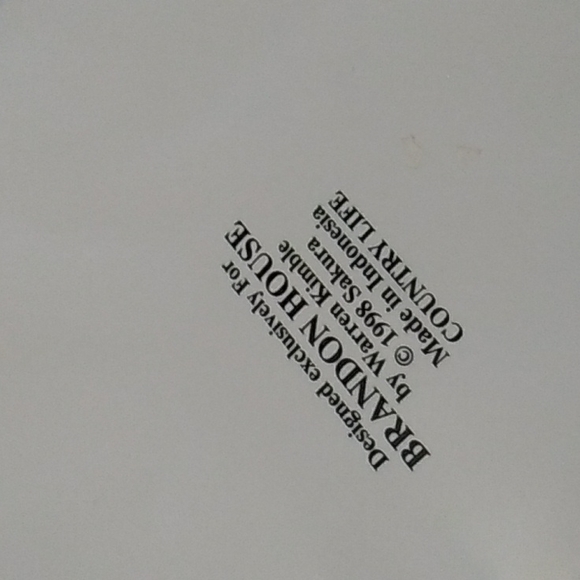 Designed exclusively For
BRANDON HOUSE
by Warren Kimble
© 1998 Sakura
Made in Indonesia
COUNTRY LIFE